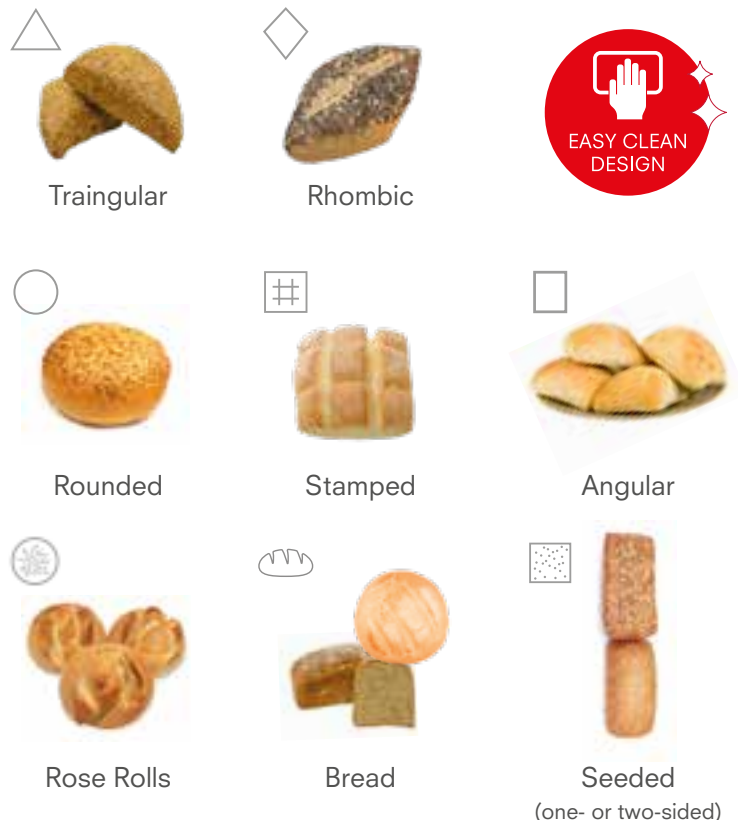 EASY CLEAN
DESIGN
Traingular
Rhombic
Rounded
Stamped
Angular
Rose Rolls
Bread
Seeded
(one- or two-sided)